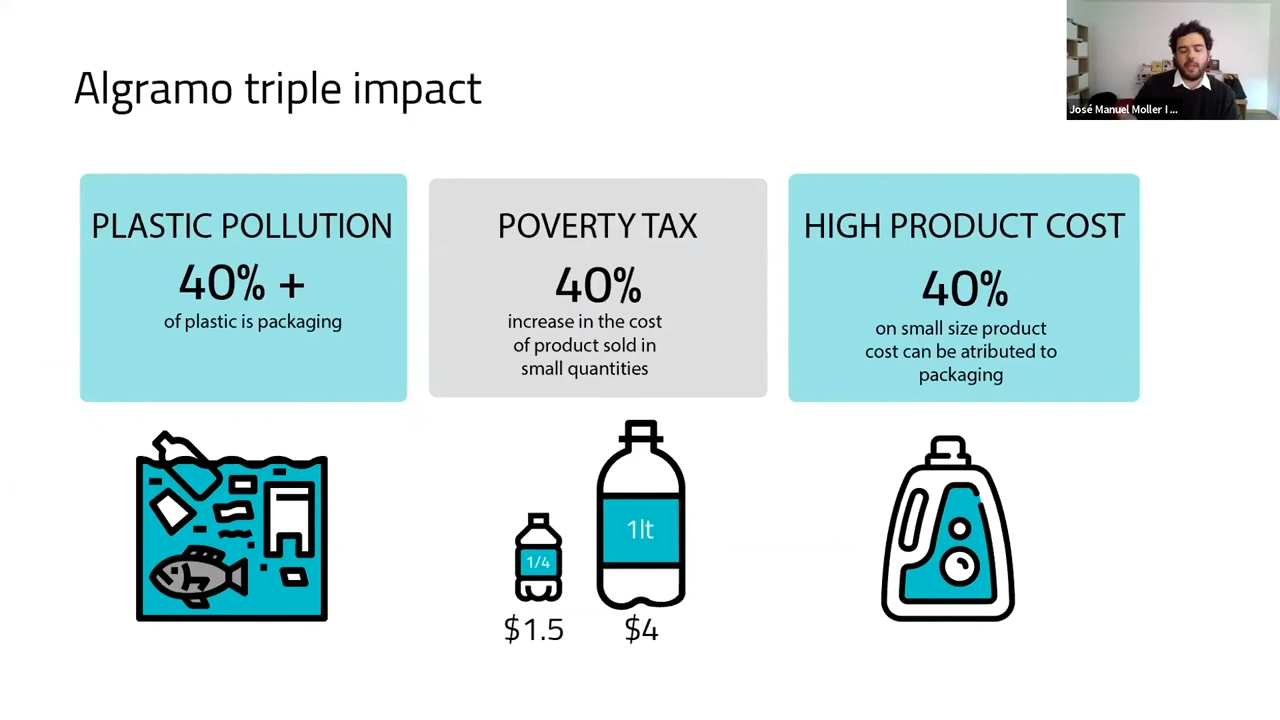 Algramo triple impact
José Manuel Moller I ...
PLASTIC POLLUTION
40% +
of plastic is packaging
POVERTY TAX
40%
increase in the cost
of product sold in
small quantities
HIGH PRODUCT COST
40%
on small size product
cost can be atributed to
packaging
1/4
1lt
$1.5
$4